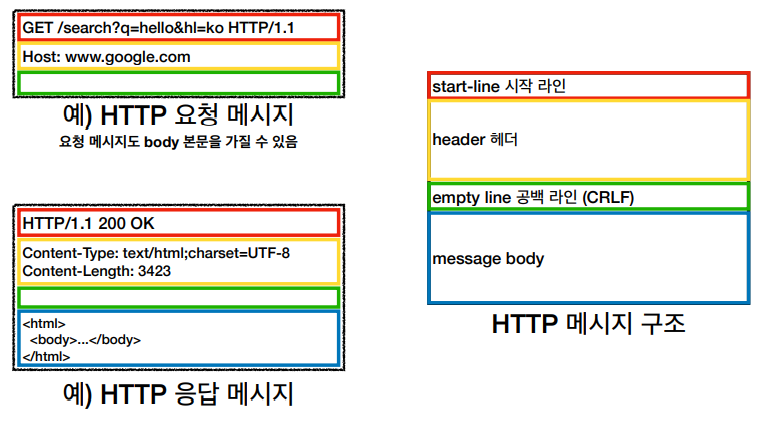 GET /search?q=hello&hl=ko HTTP/1.1
Host: www.google.com
예) HTTP 요청 메시지
요청 메시지도 body 본문을 가질 수 있음
HTTP/1.1 200 OK
Content-Type: text/html;charset=UTF-8
Content-Length: 3423
<html>
<body>...</body>
</html>
예) HTTP 응답 메시지
start-line 시작 라인
header 헤더
empty line 공백 라인 (CRLF)
message body
HTTP 메시지 구조